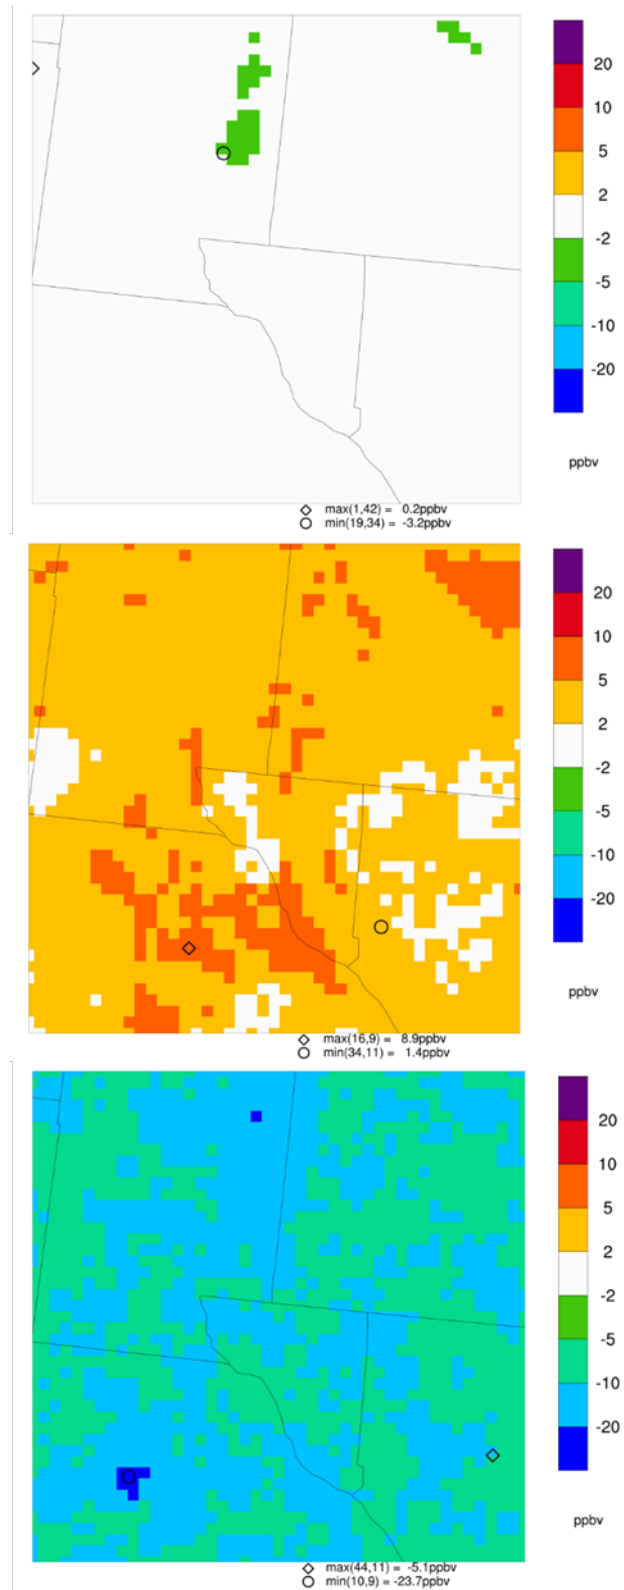 20
10
5
2
-2
-5
-10
-20
ppbv
max(1,42) = 0.2ppbv
min(19,34) = -3.2ppbv
20
10
5
2
-2
-5
-10
-20
ppbv
max(16,9) = 8.9ppbv
min(34,11) = 1.4ppbv
20
10
5
2
-2
-5
-10
-20
ppbv
max(44,11) = -5.1ppbv
min(10,9) = -23.7ppbv